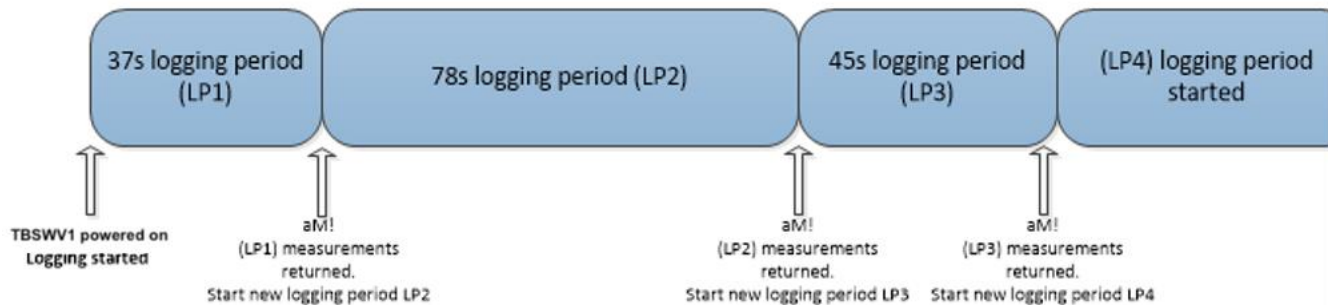 37s logging period
(LP1)
78s logging period (LP2)
45s logging period
(LP3)
(LP4) logging period
started
TBSWV1 powered on
Logging started
aM!
(LP1) measurements
returned.
Start new logging period LP2
aM!
(LP2) measurements
returned.
Start new logging period LP3
aM!
(LP3) measurements
returned.
Start new logging period LP4